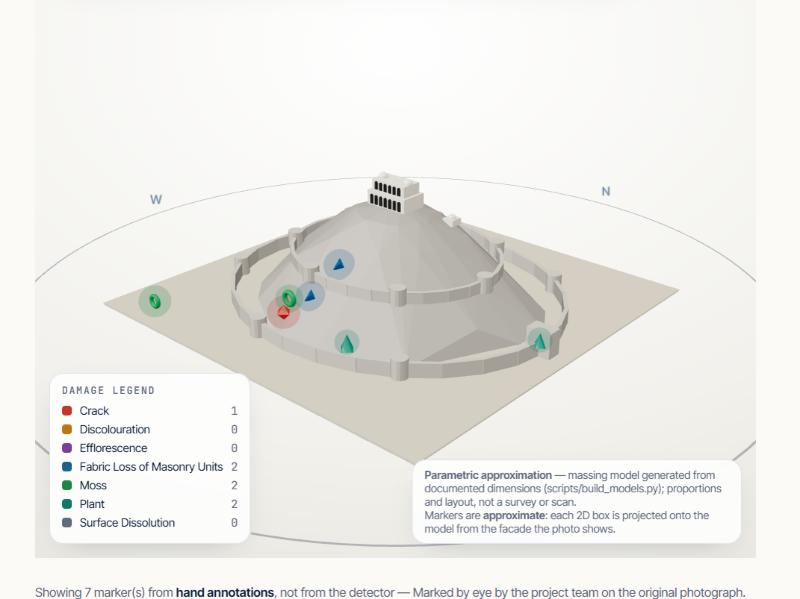 W
N
DAMAGE LEGEND
Crack 1
Discolouration 0
Efflorescence 0
Fabric Loss of Masonry Units 2
Moss 2
Plant 2
Surface Dissolution 0
Parametric approximation — massing model generated from
documented dimensions (scripts/build_models.py); proportions
and layout, not a survey or scan.
Markers are approximate: each 2D box is projected onto the
model from the facade the photo shows.
Showing 7 marker(s) from hand annotations, not from the detector — Marked by eye by the project team on the original photograph.